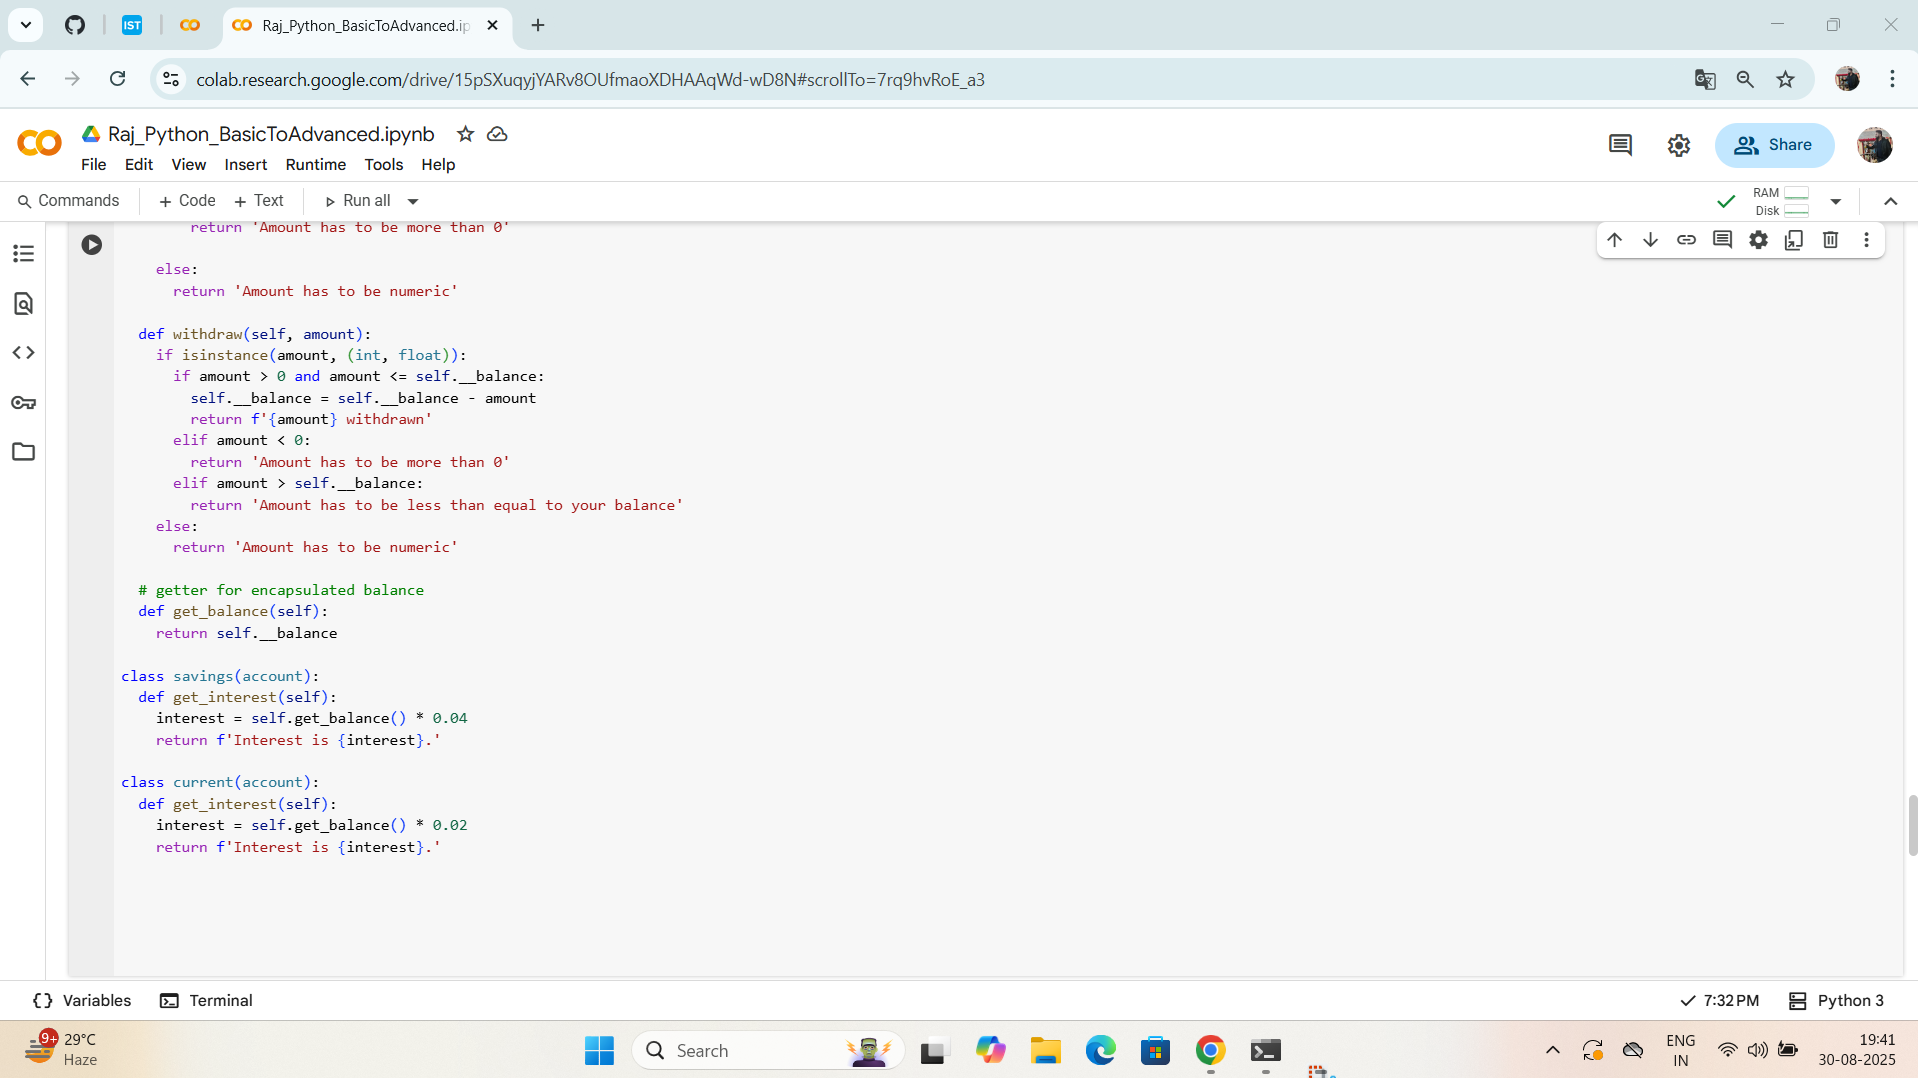 IST
Raj_Python_BasicToAdvanced.ip
colab.research.google.com/drive/15pSXuqyjYARv8OUfmaoXDHAAqWd-wD8N#scrollTo=7rq9hvRoE_a3
Raj_Python_BasicToAdvanced.ipynb
File Edit View Insert Runtime Tools Help
Share
Commands + Code + Text Run all
RAM
Disk
return 'Amount has to be more than 0'
else:
return 'Amount has to be numeric'
def withdraw(self, amount):
if isinstance(amount, (int, float)):
if amount > 0 and amount <= self.__balance:
self.__balance = self.__balance - amount
return f'{amount} withdrawn'
elif amount < 0:
return 'Amount has to be more than 0'
elif amount > self.__balance:
return 'Amount has to be less than equal to your balance'
else:
return 'Amount has to be numeric'
# getter for encapsulated balance
def get_balance(self):
return self.__balance
class savings(account):
def get_interest(self):
interest = self.get_balance() * 0.04
return f'Interest is {interest}.'
class current(account):
def get_interest(self):
interest = self.get_balance() * 0.02
return f'Interest is {interest}.'
Variables Terminal
7:32 PM Python 3
9+
29°C
Haze
Search
ENG
IN
19:41
30-08-2025